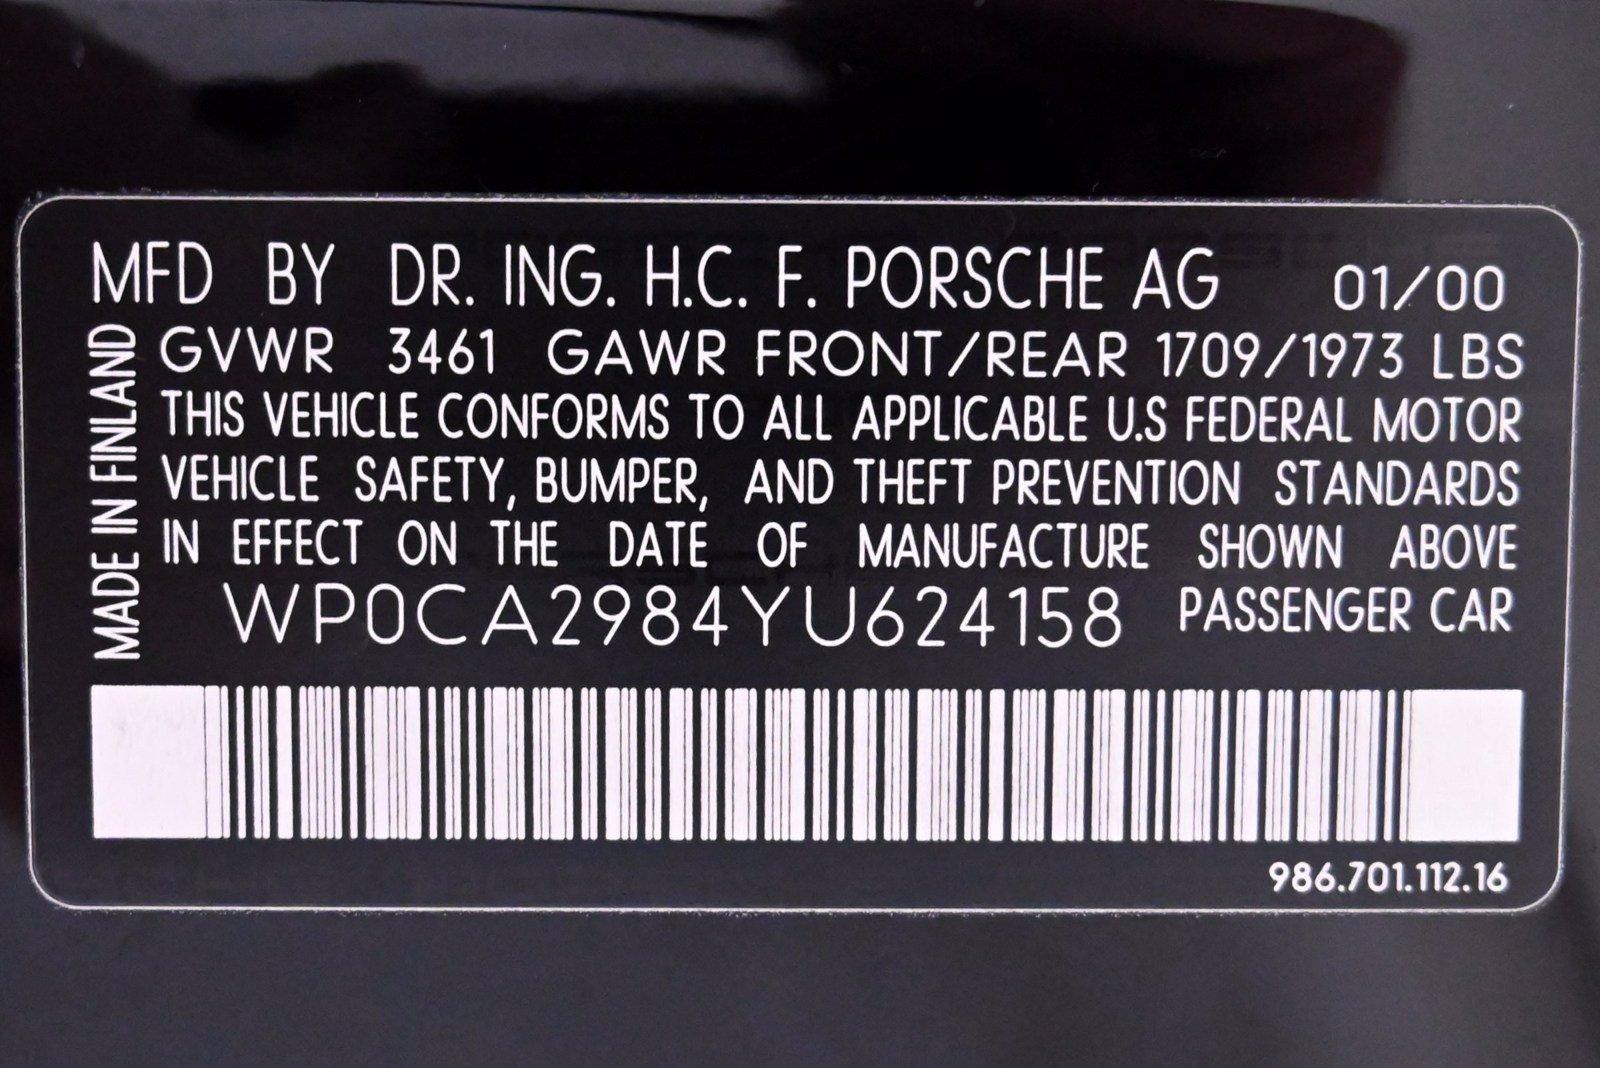 MFD BY DR. ING. H.C. F. PORSCHE AG 01/00
MADE IN FINLAND
GVWR 3461 GAWR FRONT/REAR 1709/1973 LBS
THIS VEHICLE CONFORMS TO ALL APPLICABLE U.S FEDERAL MOTOR
VEHICLE SAFETY, BUMPER, AND THEFT PREVENTION STANDARDS
IN EFFECT ON THE DATE OF MANUFACTURE SHOWN ABOVE
WP0CA2984YU624158 PASSENGER CAR
986.701.112.16